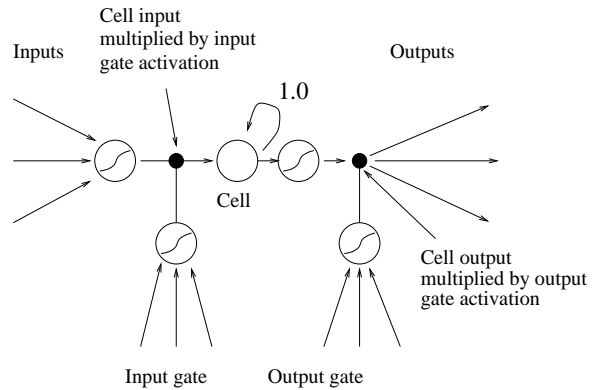 Cell input
multiplied by input
gate activation
Inputs
Outputs
1.0
Cell
Cell output
multiplied by output
gate activation
Input gate
Output gate